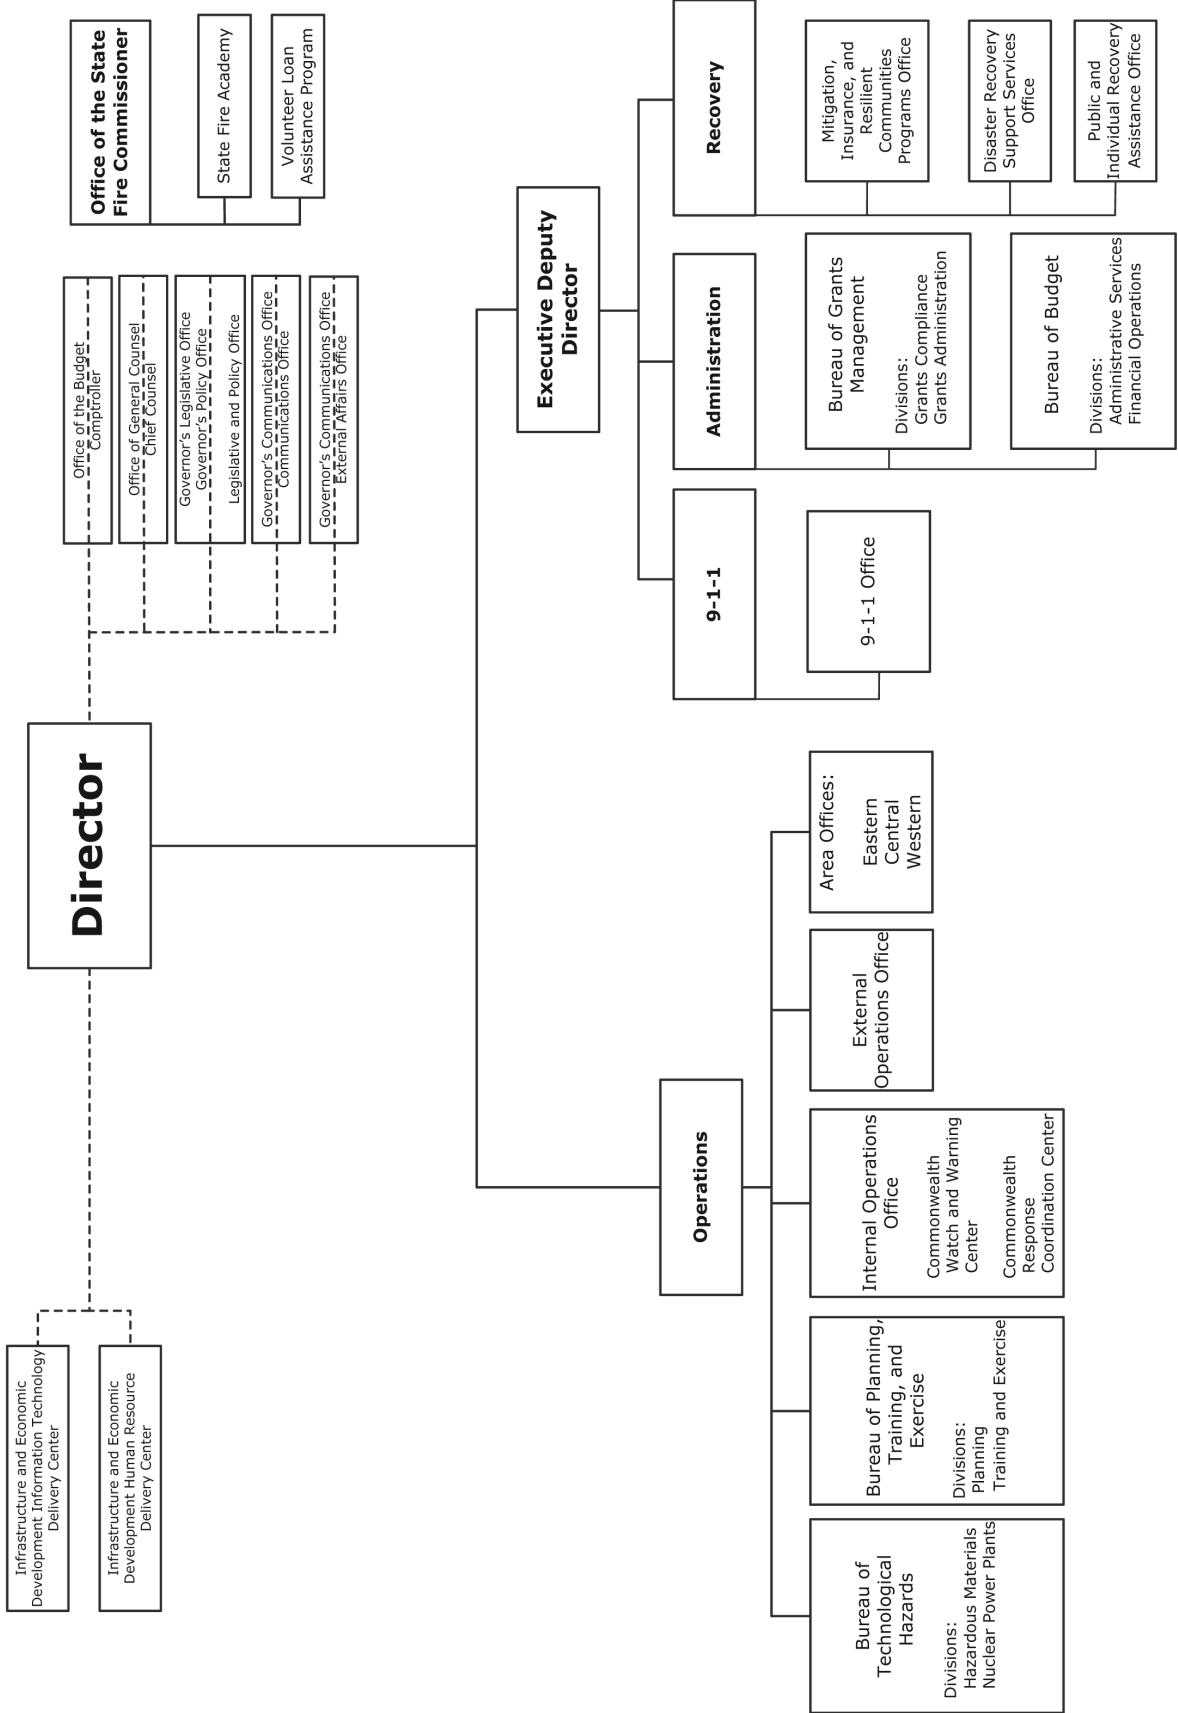 Infrastructure and Economic
Development Information Technology
Delivery Center
Infrastructure and Economic
Development Human Resource
Delivery Center
Director
Office of the Budget
Comptroller
Office of General Counsel
Chief Counsel
Governor's Legislative Office
Governor's Policy Office
Legislative and Policy Office
Governor's Communications Office
Communications Office
Governor's Communications Office
External Affairs Office
Office of the State
Fire Commissioner
State Fire Academy
Volunteer Loan
Assistance Program
Executive Deputy
Director
Operations
Bureau of
Technological
Hazards
Divisions:
Hazardous Materials
Nuclear Power Plants
Bureau of Planning,
Training, and
Exercise
Divisions:
Planning
Training and Exercise
Internal Operations
Office
Commonwealth
Watch and Warning
Center
Commonwealth
Response
Coordination Center
External
Operations Office
Area Offices:
Eastern
Central
Western
9-1-1
9-1-1 Office
Administration
Bureau of Grants
Management
Divisions:
Grants Compliance
Grants Administration
Bureau of Budget
Divisions:
Administrative Services
Financial Operations
Recovery
Mitigation,
Insurance, and
Resilient
Communities
Programs Office
Disaster Recovery
Support Services
Office
Public and
Individual Recovery
Assistance Office